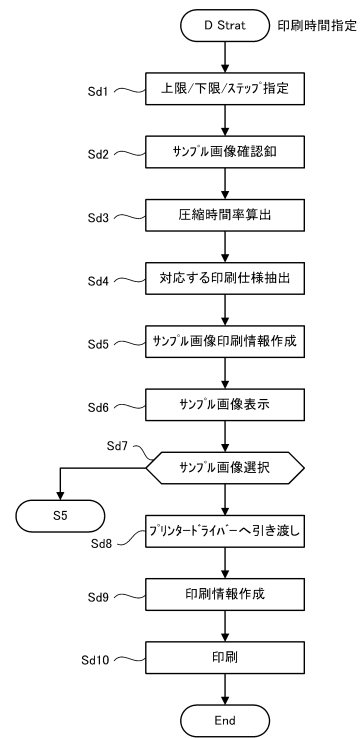 D Strat 印刷時間指定
Sd1 上限/下限/ステップ指定
Sd2 サンプル画像確認釦
Sd3 圧縮時間率算出
Sd4 対応する印刷仕様抽出
Sd5 サンプル画像印刷情報作成
Sd6 サンプル画像表示
Sd7 サンプル画像選択
S5
Sd8 プリンタードライバーへ引き渡し
Sd9 印刷情報作成
Sd10 印刷
End